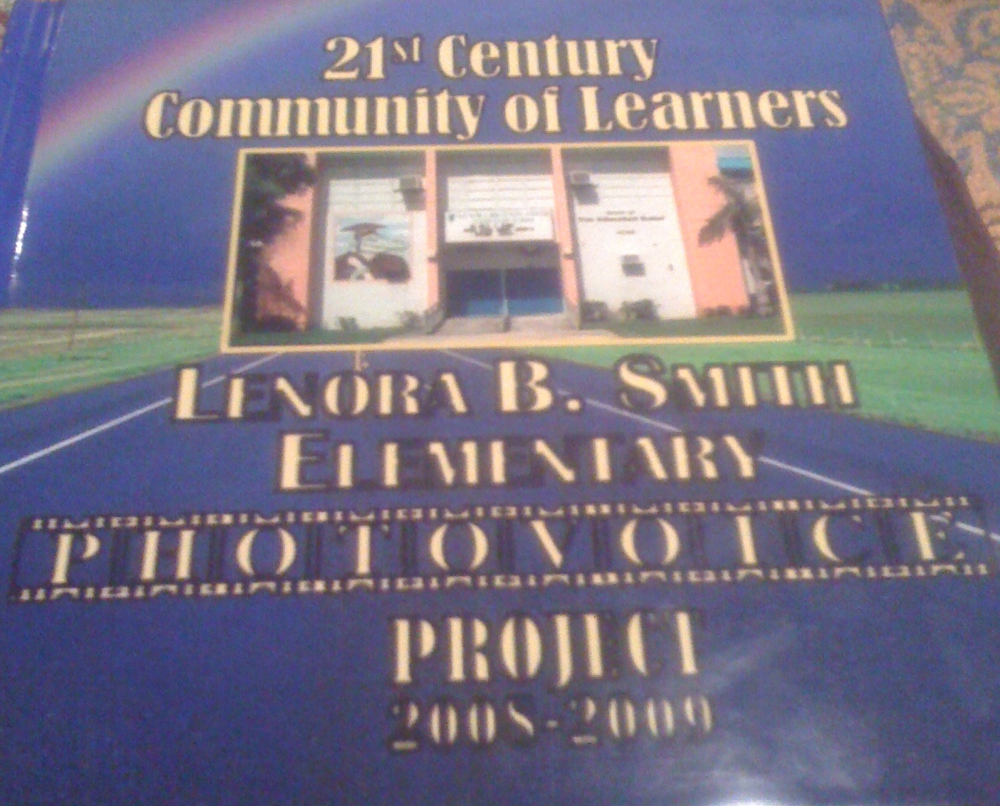 21st Century
Community of Learners
LENORA B. SMITH
ELEMENTARY
PHOTOVOICE
PROJECT
2008-2009